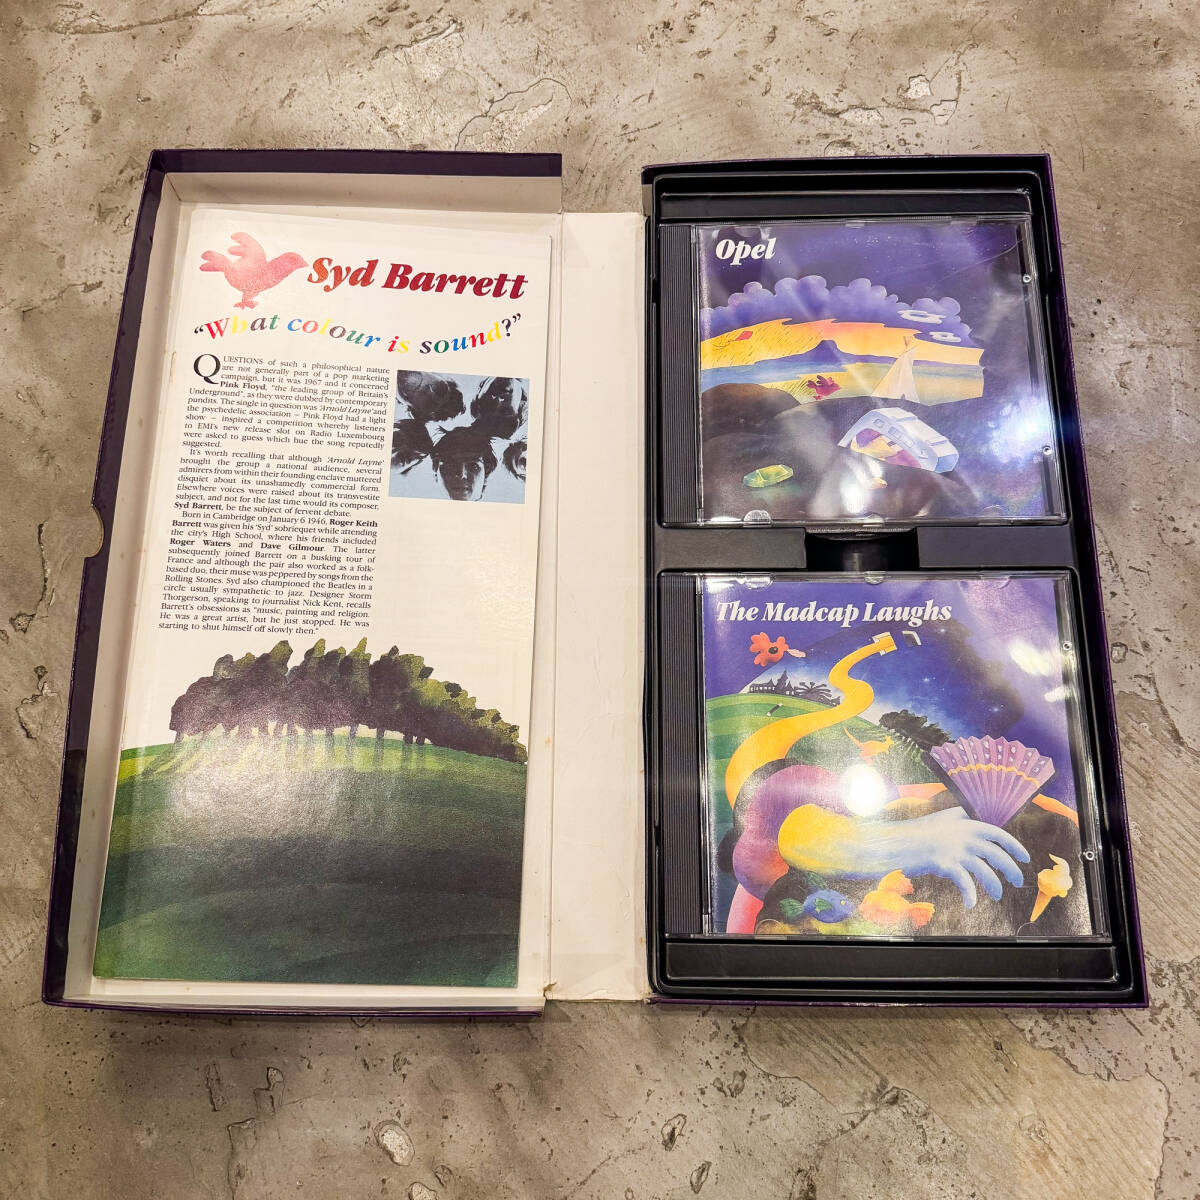 Syd Barrett
“What colour is sound?”
QUESTIONS of such a philosophical nature
are not generally part of a pop marketing
campaign, but it was 1967 and it concerned
Pink Floyd, "the leading group of Britain's
Underground", as they were dubbed by contemporary
pundits. The single in question was 'Arnold Layne' and
the psychedelic association – Pink Floyd had a light
show – inspired a competition whereby listeners
to EMI's new release slot on Radio Luxembourg
were asked to guess which hue the song reputedly
suggested.
It's worth recalling that although 'Arnold Layne'
brought the group a national audience, several
admirers from within their founding enclave muttered
disquiet about its unashamedly commercial form.
Elsewhere voices were raised about its transvestite
subject, and not for the last time would its composer,
Syd Barrett, be the subject of fervent debate.
Born in Cambridge on January 6 1946, Roger Keith
Barrett was given his 'Syd' sobriquet while attending
the city's High School, where his friends included
Roger Waters and Dave Gilmour. The latter
subsequently joined Barrett on a busking tour of
France and although the pair also worked as a folk-
based duo, their muse was peppered by songs from the
Rolling Stones. Syd also championed the Beatles in a
circle usually sympathetic to jazz. Designer Storm
Thorgerson, speaking to journalist Nick Kent, recalls
Barrett's obsessions as "music, painting and religion.
He was a great artist, but he just stopped. He was
starting to shut himself off slowly then."
Opel
The Madcap Laughs